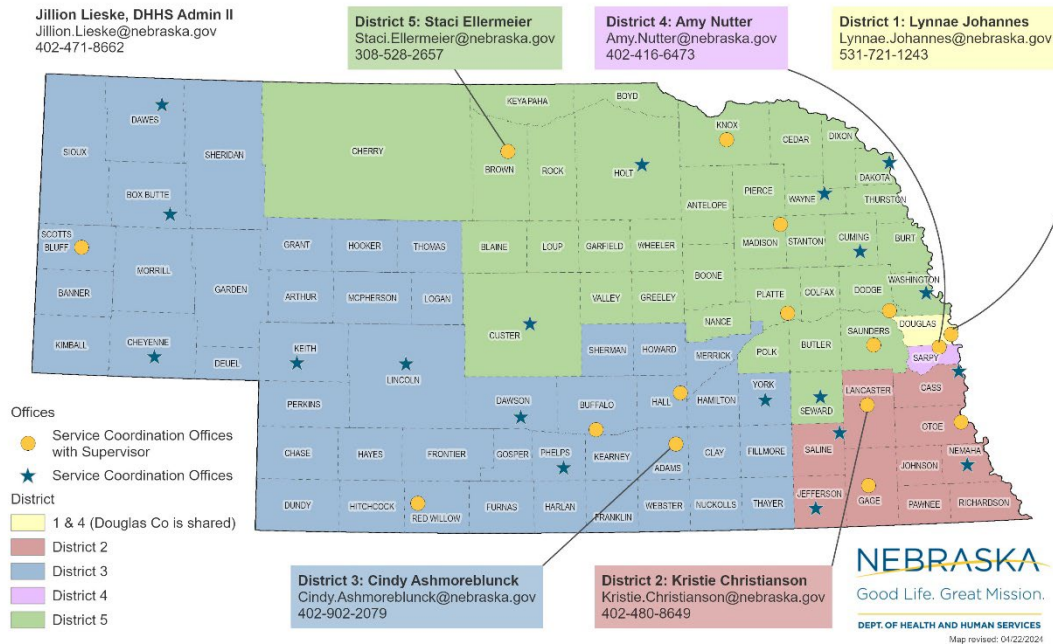 Jillion Lieske, DHHS Admin II
Jillion.Lieske@nebraska.gov
402-471-8662
District 5: Staci Ellermeier
Staci.Ellermeier@nebraska.gov
308-528-2657
District 4: Amy Nutter
Amy.Nutter@nebraska.gov
402-416-6473
District 1: Lynnae Johannes
Lynnae.Johannes@nebraska.gov
531-721-1243
SIOUX
DAWES
BOX BUTTE
SHERIDAN
SCOTTS
BLUFF
BANNER
KIMBALL
MORRILL
CHEYENNE
GARDEN
DEUEL
CHERRY
KEYAPAHA
BOYD
BROWN
ROCK
HOLT
KNOX
CEDAR
DIXON
DAKOTA
ANTELOPE
PIERCE
WAYNE
THURSTON
GRANT
HOOKER
THOMAS
BLAINE
LOUP
GARFIELD
WHEELER
MADISON
STANTON
CUMING
BURT
ARTHUR
MCPHERSON
LOGAN
CUSTER
VALLEY
GREELEY
BOONE
NANCE
PLATTE
COLFAX
DODGE
WASHINGTON
KEITH
LINCOLN
SHERMAN
HOWARD
MERRICK
POLK
BUTLER
SAUNDERS
DOUGLAS
SARPY
PERKINS
DAWSON
BUFFALO
HALL
HAMILTON
YORK
SEWARD
LANCASTER
CASS
OTOE
CHASE
HAYES
FRONTIER
GOSPER
PHELPS
KEARNEY
ADAMS
CLAY
FILLMORE
SALINE
JOHNSON
NEMAHA
DUNDY
HITCHCOCK
RED WILLOW
FURNAS
HARLAN
FRANKLIN
WEBSTER
NUCKOLLS
THAYER
JEFFERSON
GAGE
PAWNEE
RICHARDSON
Offices
Service Coordination Offices
with Supervisor
Service Coordination Offices
District
1 & 4 (Douglas Co is shared)
District 2
District 3
District 4
District 5
District 3: Cindy Ashmoreblunck
Cindy.Ashmoreblunck@nebraska.gov
402-902-2079
District 2: Kristie Christianson
Kristie.Christianson@nebraska.gov
402-480-8649
NEBRASKA
Good Life. Great Mission.
DEPT. OF HEALTH AND HUMAN SERVICES
Map revised: 04/22/2024